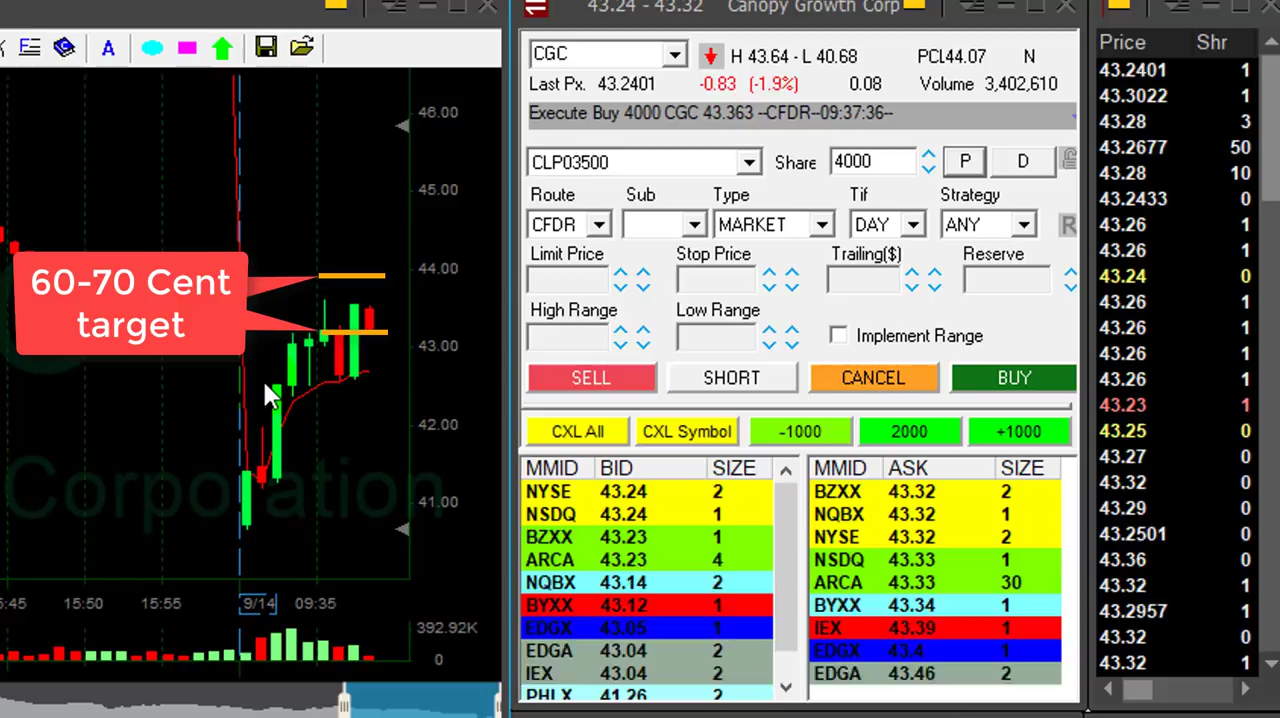 43.24 - 43.32 Canopy Growth Corp
A
46.00
45.00
44.00
43.00
42.00
41.00
60-70 Cent
target
Corporation
5:45 15:50 15:55 9/14 09:35
392.92K
0
CGC H 43.64 - L 40.68 PCL44.07 N
Last Px. 43.2401 -0.83 (-1.9%) 0.08 Volume 3,402,610
Execute Buy 4000 CGC 43.363 --CFDR--09:37:36--
CLP03500 Share 4000 P D
Route Sub Type Tif Strategy
CFDR MARKET DAY ANY R
Limit Price Stop Price Trailing($) Reserve
High Range Low Range
Implement Range
SELL SHORT CANCEL BUY
CXL All CXL Symbol -1000 2000 +1000
MMID BID SIZE MMID ASK SIZE
NYSE 43.24 2 BZXX 43.32 2
NSDQ 43.24 1 NQBX 43.32 1
BZXX 43.23 1 NYSE 43.32 2
ARCA 43.23 4 NSDQ 43.33 1
NQBX 43.14 2 ARCA 43.33 30
BYXX 43.12 1 BYXX 43.34 1
EDGX 43.05 1 IEX 43.39 1
EDGA 43.04 2 EDGX 43.4 1
IEX 43.04 2 EDGA 43.46 2
PHLX 41.26 2
Price Shr
43.2401 1
43.3022 1
43.28 3
43.2677 50
43.28 10
43.2433 0
43.26 1
43.26 1
43.24 0
43.26 1
43.26 1
43.26 1
43.26 1
43.23 1
43.25 0
43.27 0
43.32 0
43.29 0
43.2501 0
43.36 0
43.32 0
43.2957 1
43.32 0
43.32 1